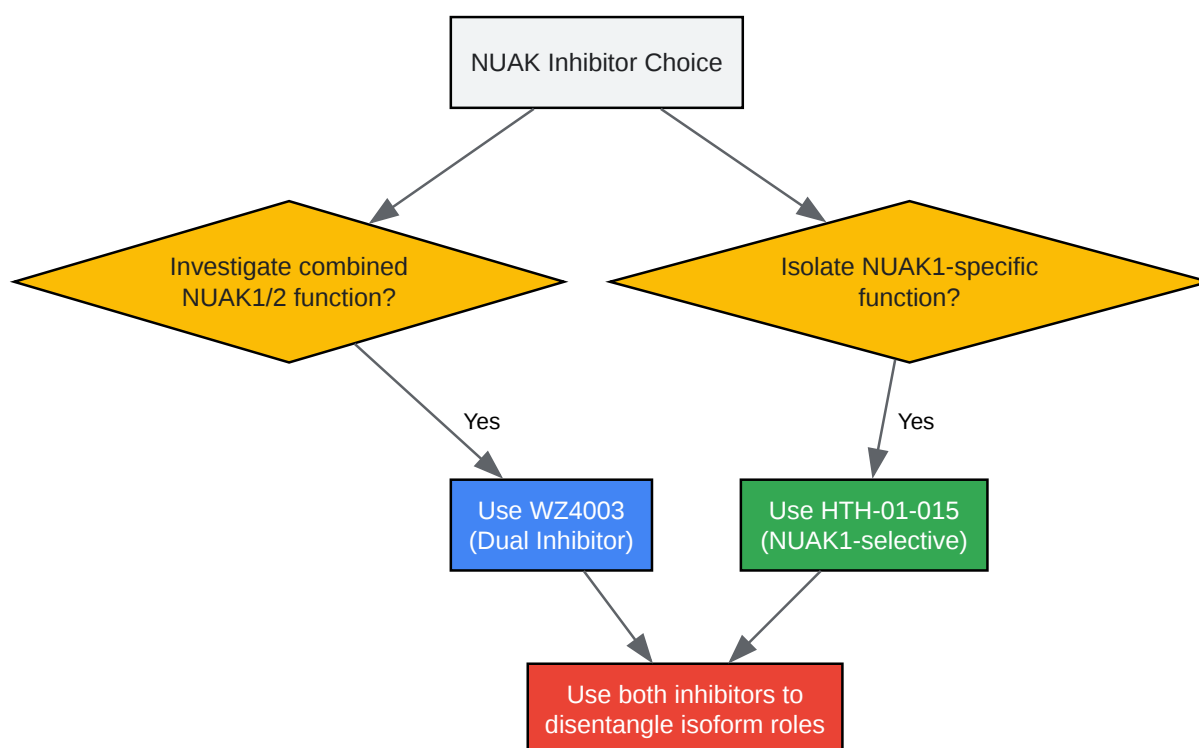 NUAK Inhibitor Choice
Investigate combined
NUAK1/2 function?
Isolate NUAK1-specific
function?
Yes
Yes
Use WZ4003
(Dual Inhibitor)
Use HTH-01-015
(NUAK1-selective)
Use both inhibitors to
disentangle isoform roles